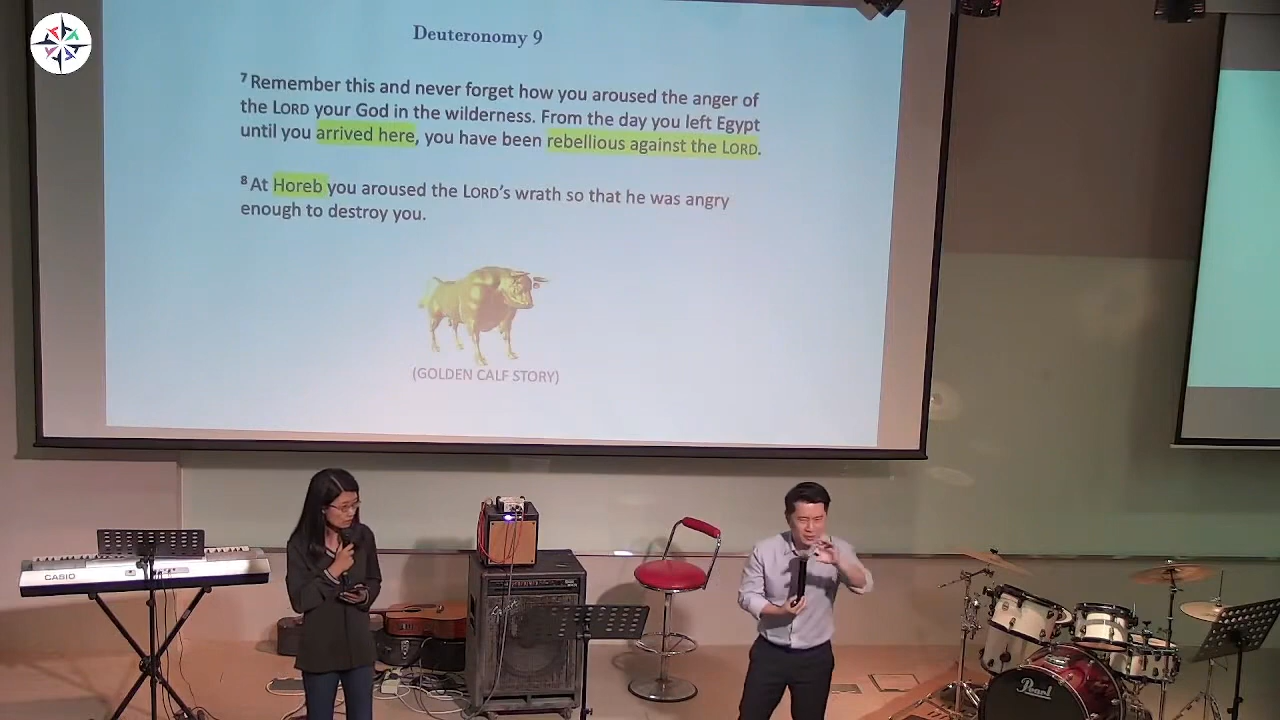 Deuteronomy 9
7 Remember this and never forget how you aroused the anger of
the LORD your God in the wilderness. From the day you left Egypt
until you arrived here, you have been rebellious against the LORD.
8 At Horeb you aroused the LORD’s wrath so that he was angry
enough to destroy you.
(GOLDEN CALF STORY)
CASIO
Pearl